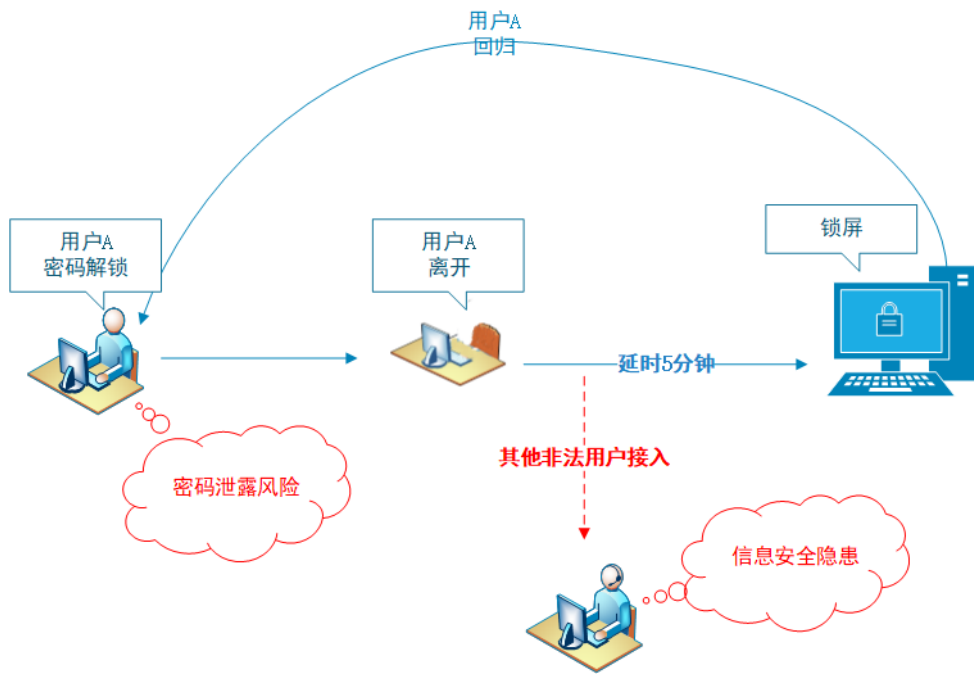 用户A
回归
用户A
密码解锁
用户A
离开
锁屏
延时5分钟
其他非法用户接入
密码泄露风险
信息安全隐患